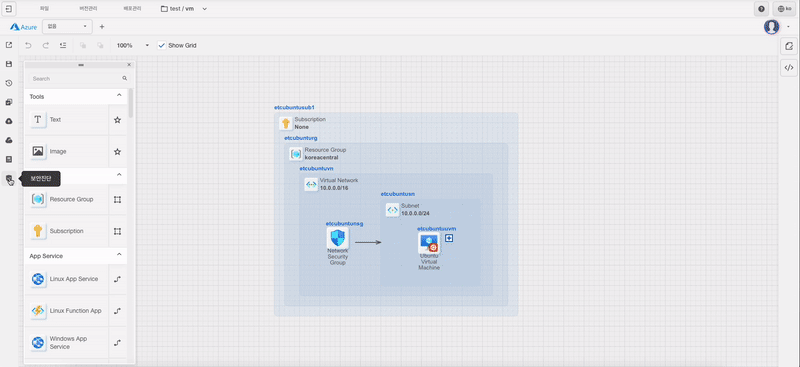 파일
버전관리
배포관리
test / vm
ko
Azure
없음
100%
Show Grid
Search
Tools
Text
Image
보안진단
Resource Group
Subscription
App Service
Linux App Service
Linux Function App
Windows App
Service
etcubuntusub1
Subscription
None
etcubunturg
Resource Group
koreacentral
etcubuntuvn
Virtual Network
10.0.0.0/16
etcubuntusn
Subnet
10.0.0.0/24
etcubuntunsg
Network
Security
Group
etcubuntuuvm
Ubuntu
Virtual
Machine